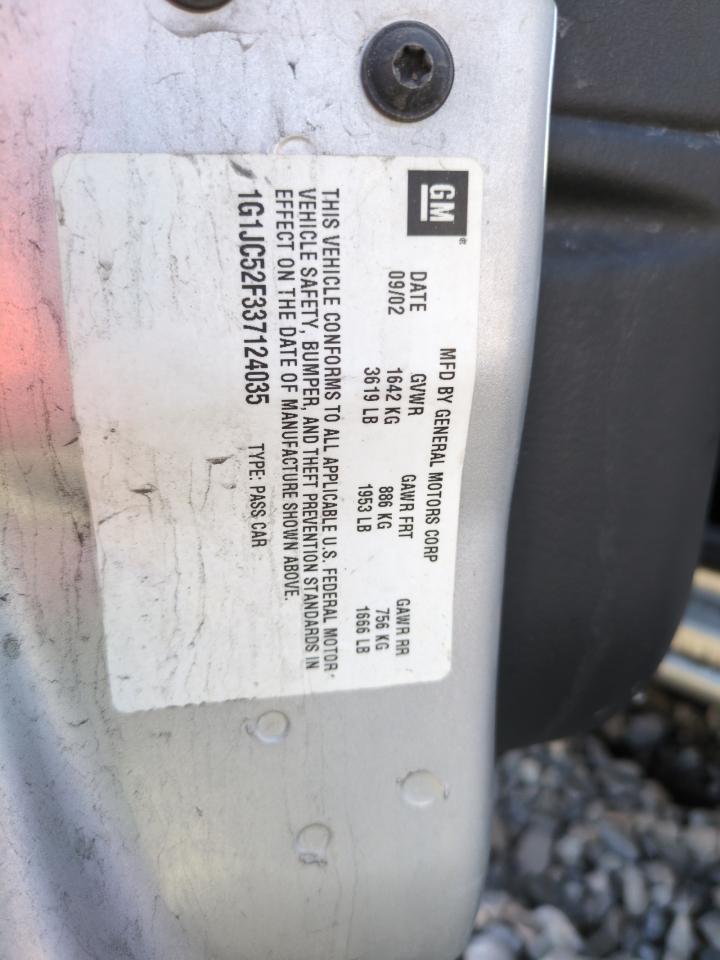 GM
®
MFD BY GENERAL MOTORS CORP
DATE GVWR GAWR FRT GAWR RR
09/02 1642 KG 886 KG 756 KG
3619 LB 1953 LB 1666 LB
THIS VEHICLE CONFORMS TO ALL APPLICABLE U.S. FEDERAL MOTOR
VEHICLE SAFETY, BUMPER, AND THEFT PREVENTION STANDARDS IN
EFFECT ON THE DATE OF MANUFACTURE SHOWN ABOVE.
1G1JC52F337124035 TYPE: PASS CAR